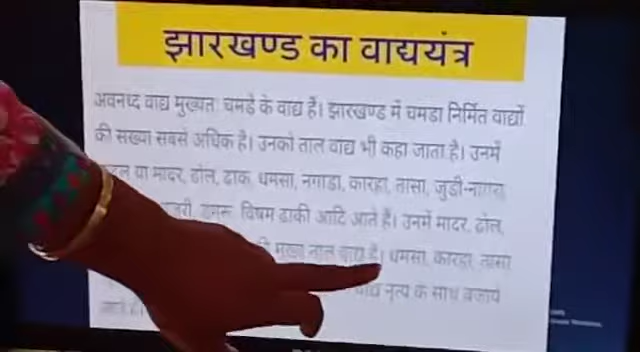 झारखण्ड का वाद्ययंत्र
अवनध्द वाद्य मुख्यतः चमडे के वाद्य हैं। झारखण्ड में चमडा निर्मित वाद्यों
की संख्या सबसे अधिक है। उनको ताल वाद्य भी कहा जाता है। उनमें
या मादर, ढोल, ढाक, धमसा, नगाडा, कारहा, तासा, जुडी-नागरा,
विषम ढाकी आदि आते हैं। उनमें मादर, ढोल,
मुख्य ताल वाद्य हैं। धमसा, कारहा, तासा
वाद्य नृत्य के साथ बजाये